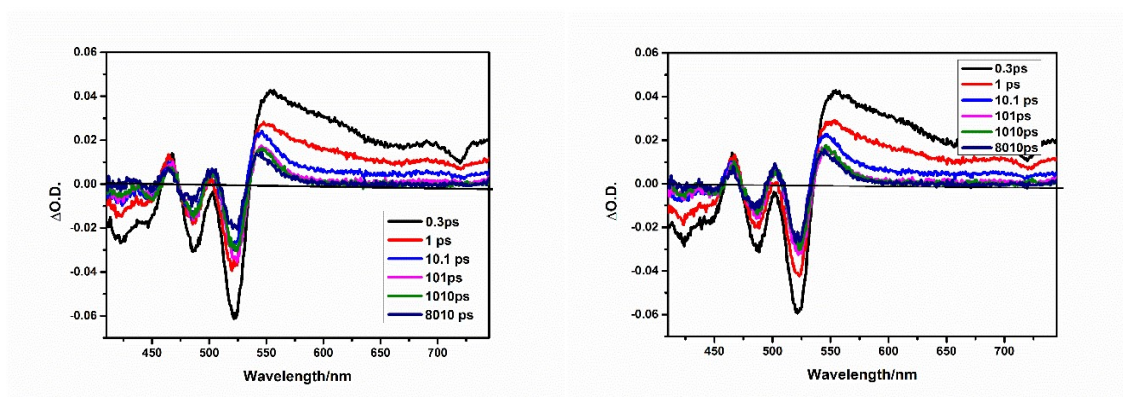 0.06
0.04
0.02
0.00
-0.02
-0.04
-0.06
ΔO.D.
0.3ps
1 ps
10.1 ps
101ps
1010ps
8010 ps
450 500 550 600 650 700
Wavelength/nm
0.06
0.04
0.02
0.00
-0.02
-0.04
-0.06
ΔO.D.
0.3ps
1 ps
10.1 ps
101ps
1010ps
8010ps
450 500 550 600 650 700
Wavelength/nm